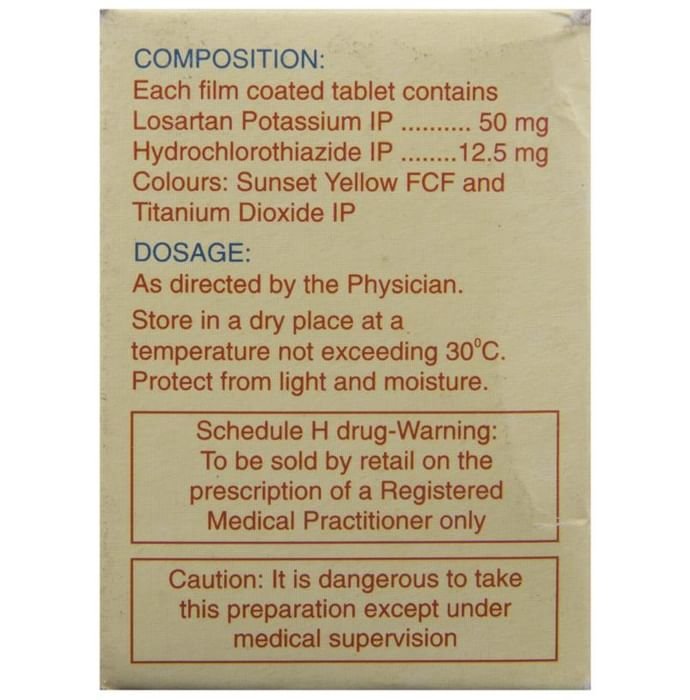 COMPOSITION:
Each film coated tablet contains
Losartan Potassium IP .......... 50 mg
Hydrochlorothiazide IP ........12.5 mg
Colours: Sunset Yellow FCF and
Titanium Dioxide IP
DOSAGE:
As directed by the Physician.
Store in a dry place at a
temperature not exceeding 30⁰C.
Protect from light and moisture.
Schedule H drug-Warning:
To be sold by retail on the
prescription of a Registered
Medical Practitioner only
Caution: It is dangerous to take
this preparation except under
medical supervision